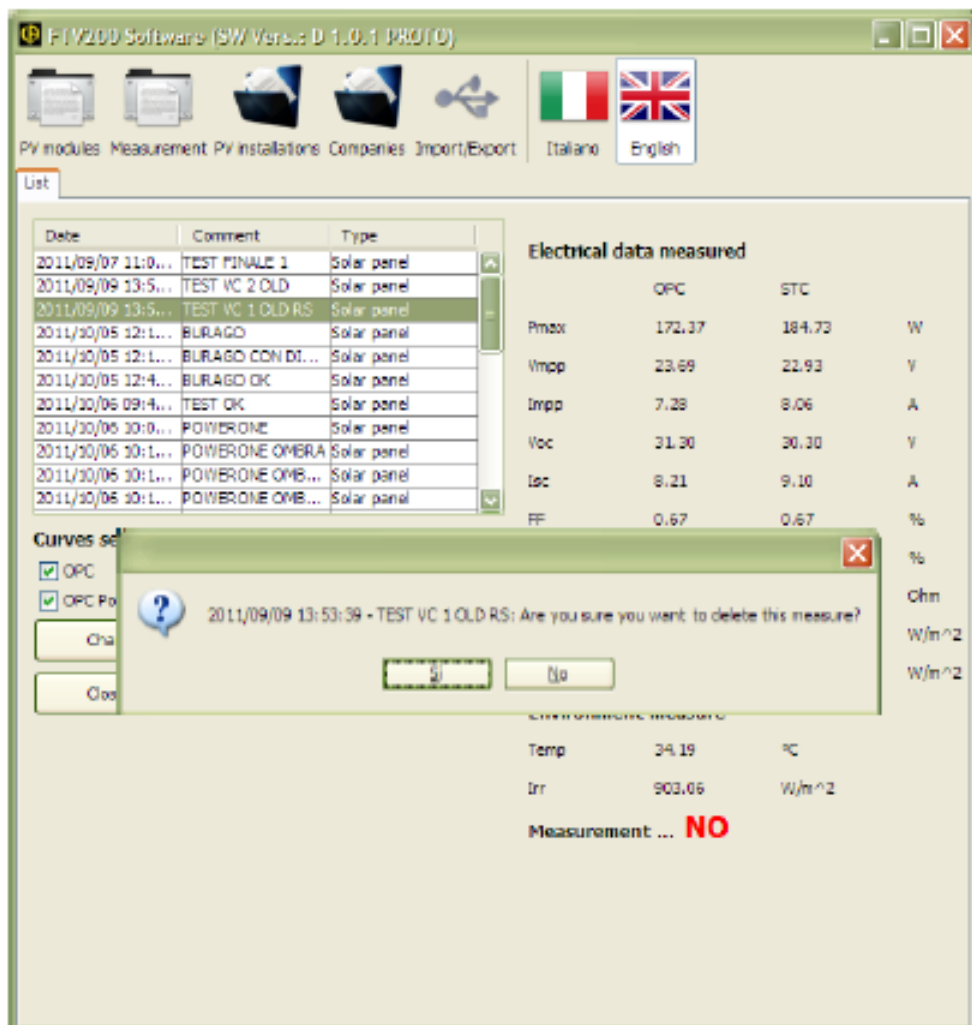 FTV200 Software (SW Vers.: D 1.0.1 PROTO)
PV modules Measurement PV installations Companies Import/Export Italiano English
List
Date Comment Type
2011/09/07 11:0... TEST FINALE 1 Solar panel
2011/09/09 13:5... TEST VC 2 OLD Solar panel
2011/09/09 13:5... TEST VC 1 OLD RS Solar panel
2011/10/05 12:1... BURAGO Solar panel
2011/10/05 12:1... BURAGO CON DI... Solar panel
2011/10/05 12:4... BURAGO OK Solar panel
2011/10/06 09:4... TEST OK Solar panel
2011/10/06 10:0... POWERONE Solar panel
2011/10/06 10:1... POWERONE OMBRA Solar panel
2011/10/06 10:1... POWERONE OMB... Solar panel
2011/10/06 10:1... POWERONE OMB... Solar panel
Electrical data measured
OPC STC
Pmax 172.37 184.73 W
Vmpp 23.69 22.93 V
Impp 7.28 8.06 A
Voc 31.30 30.30 V
Isc 8.21 9.10 A
FF 0.67 0.67 %
%
Ohm
W/m^2
W/m^2
Curves sel
OPC
OPC Po
Cha
Clos
2011/09/09 13:53:39 - TEST VC 1 OLD RS: Are you sure you want to delete this measure?
Sì
No
Environment measure
Temp 34.19 °C
Irr 903.06 W/m^2
Measurement ... NO